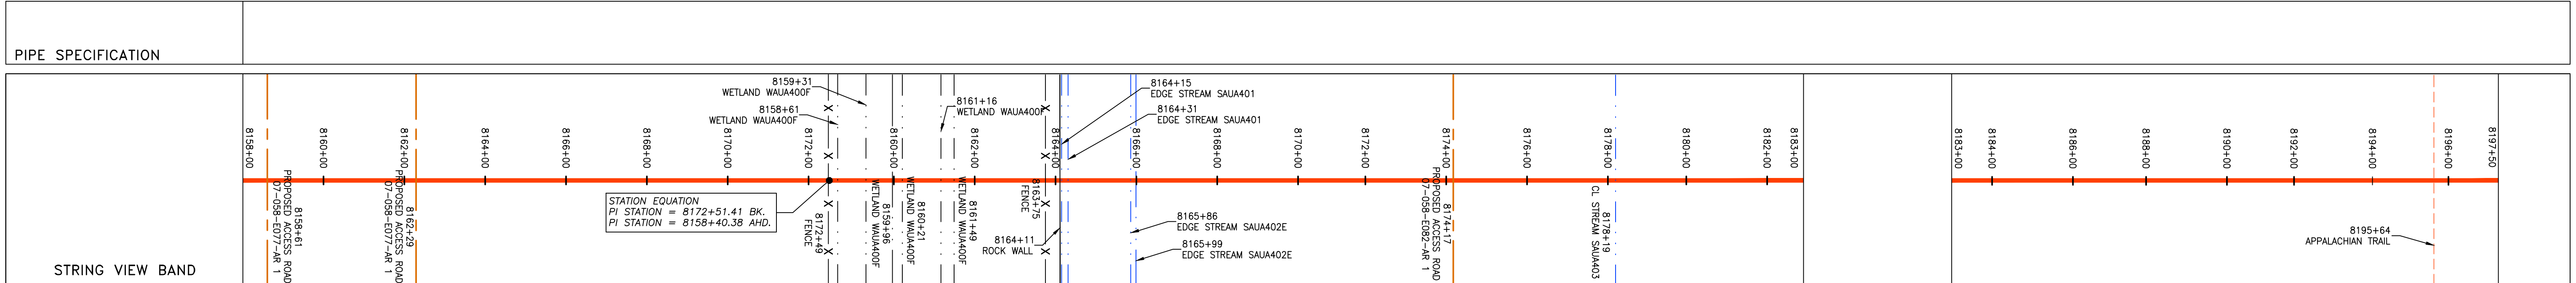 PIPE SPECIFICATION
STRING VIEW BAND
8158+00
8160+00
8162+00
8164+00
8166+00
8168+00
8170+00
8172+00
8160+00
8162+00
8164+00
8166+00
8168+00
8170+00
8172+00
8174+00
8176+00
8178+00
8180+00
8182+00
8183+00
8183+00
8184+00
8186+00
8188+00
8190+00
8192+00
8194+00
8196+00
8197+50
8158+61
PROPOSED ACCESS ROAD
07-058-E077-AR 1
8162+29
PROPOSED ACCESS ROAD
07-058-E077-AR 1
STATION EQUATION
PI STATION = 8172+51.41 BK.
PI STATION = 8158+40.38 AHD.
8172+49
FENCE
8158+61
WETLAND WAUA400F
8159+31
WETLAND WAUA400F
8159+96
WETLAND WAUA400F
8160+21
WETLAND WAUA400F
8161+16
WETLAND WAUA400F
8161+49
WETLAND WAUA400F
8163+75
FENCE
8164+11
ROCK WALL
8164+15
EDGE STREAM SAUA401
8164+31
EDGE STREAM SAUA401
8165+86
EDGE STREAM SAUA402E
8165+99
EDGE STREAM SAUA402E
8174+17
PROPOSED ACCESS ROAD
07-058-E082-AR 1
8178+19
CL STREAM SAUA403
8195+64
APPALACHIAN TRAIL